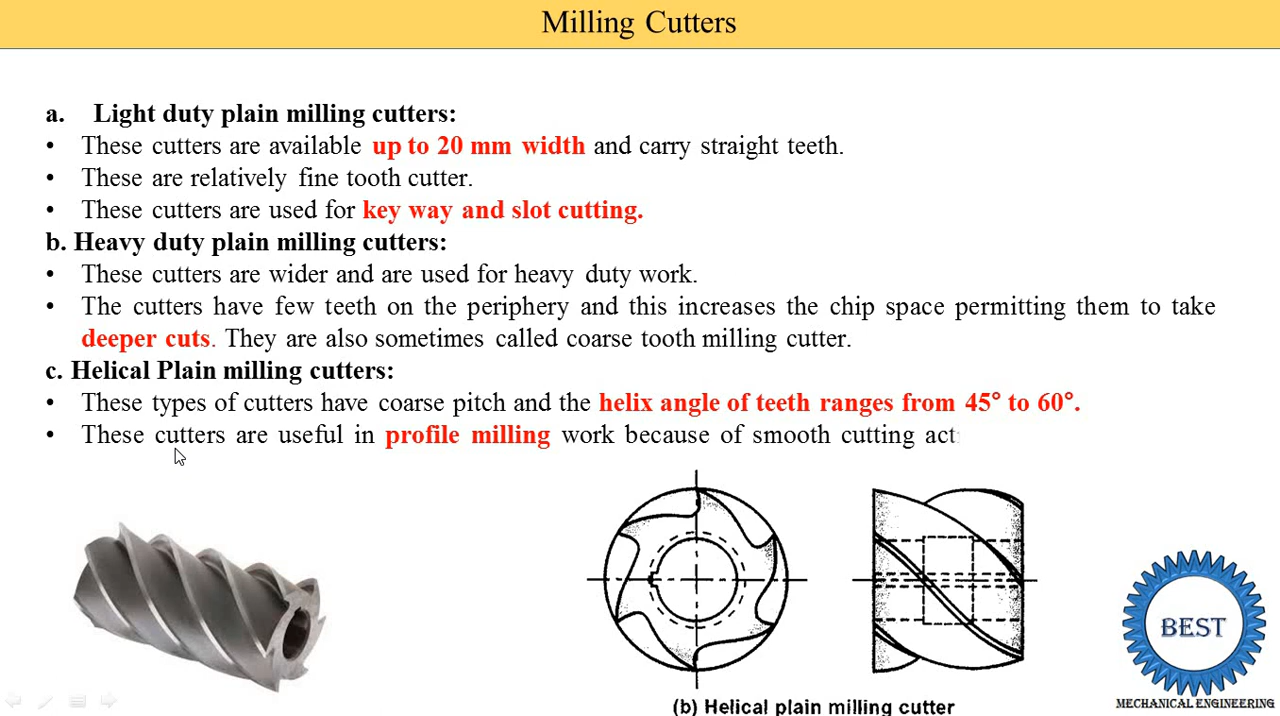 Milling Cutters
a. Light duty plain milling cutters:
• These cutters are available up to 20 mm width and carry straight teeth.
• These are relatively fine tooth cutter.
• These cutters are used for key way and slot cutting.
b. Heavy duty plain milling cutters:
• These cutters are wider and are used for heavy duty work.
• The cutters have few teeth on the periphery and this increases the chip space permitting them to take
deeper cuts. They are also sometimes called coarse tooth milling cutter.
c. Helical Plain milling cutters:
• These types of cutters have coarse pitch and the helix angle of teeth ranges from 45° to 60°.
• These cutters are useful in profile milling work because of smooth cutting act
(b) Helical plain milling cutter
BEST
MECHANICAL ENGINEERING